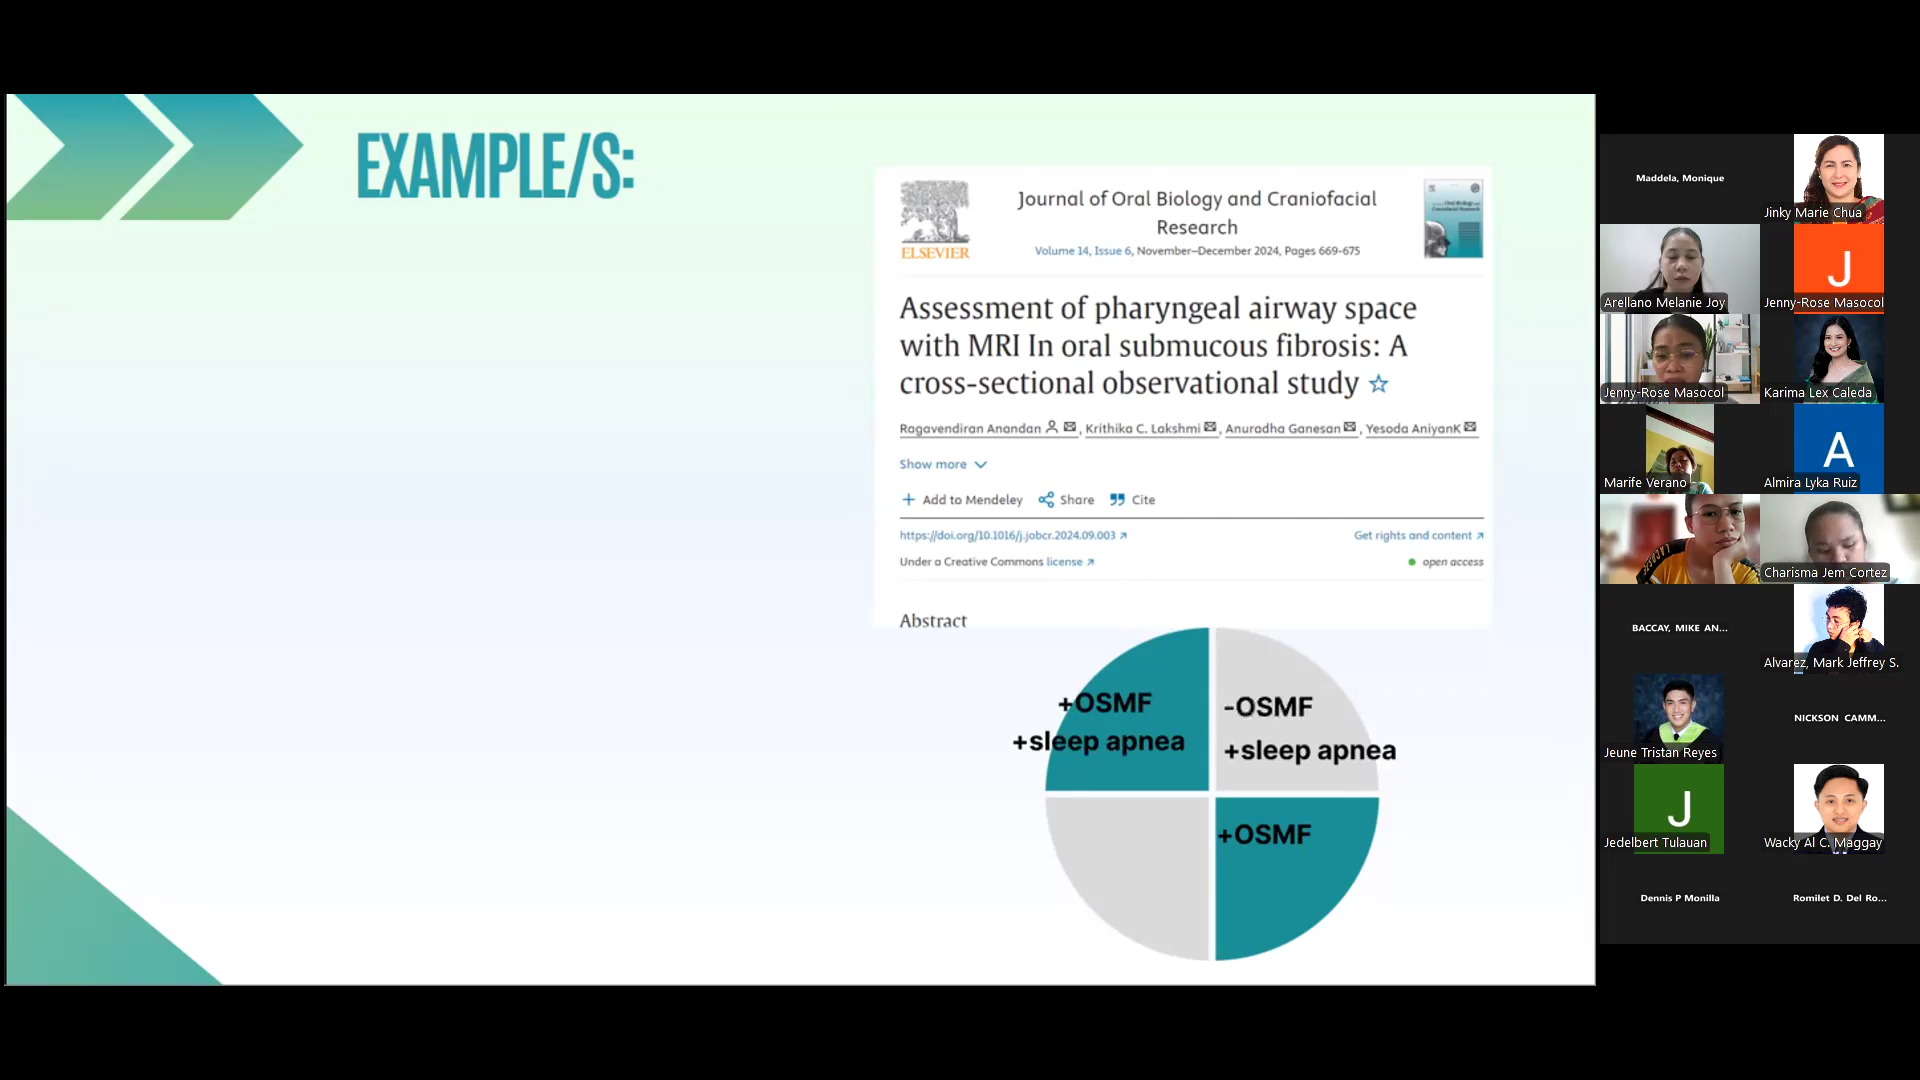 EXAMPLE/S:
ELSEVIER
Journal of Oral Biology and Craniofacial
Research
Volume 14, Issue 6, November–December 2024, Pages 669-675
Assessment of pharyngeal airway space
with MRI In oral submucous fibrosis: A
cross-sectional observational study
Ragavendiran Anandan, Krithika C. Lakshmi, Anuradha Ganesan, Yesoda AniyanK
Show more
Add to Mendeley Share Cite
https://doi.org/10.1016/j.jobcr.2024.09.003 Get rights and content
Under a Creative Commons license open access
Abstract
+OSMF
+sleep apnea
-OSMF
+sleep apnea
+OSMF
Maddela, Monique
Jinky Marie Chua
Arellano Melanie Joy
J
Jenny-Rose Masocol
Jenny-Rose Masocol
Karima Lex Caleda
Marife Verano
A
Almira Lyka Ruiz
Charisma Jem Cortez
BACCAY, MIKE AN...
Alvarez, Mark Jeffrey S.
Jeune Tristan Reyes
NICKSON CAMM...
J
Jedelbert Tulauan
Wacky Al C. Maggay
Dennis P Monilla
Romilet D. Del Ro...